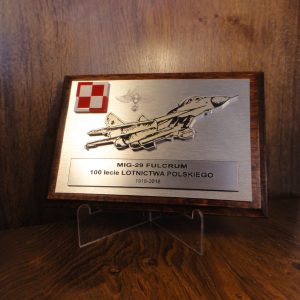 MIG-29 FULCRUM
100 lecie LOTNICTWA POLSKIEGO
1918-2018